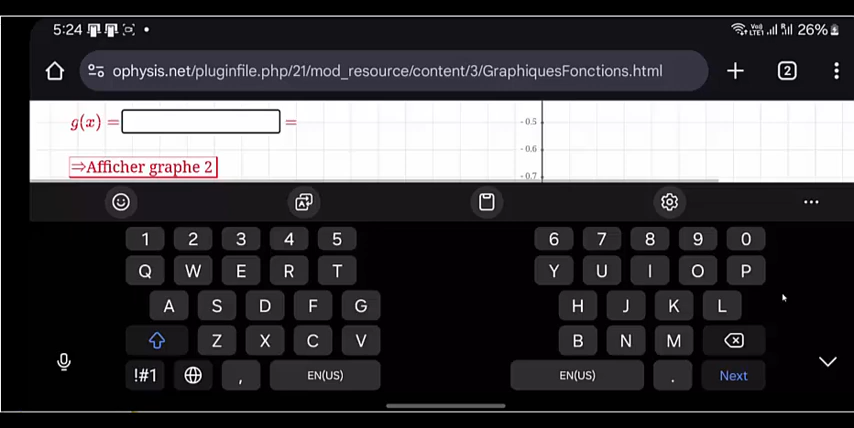 5:24 26%
ophysis.net/pluginfile.php/21/mod_resource/content/3/GraphiquesFonctions.html 2
- 0.5
g(x) = =
- 0.6
⇒Afficher graphe 2
- 0.7
1 2 3 4 5 6 7 8 9 0
Q W E R T Y U I O P
A S D F G H J K L
Z X C V B N M
!#1 , EN(US) EN(US) . Next